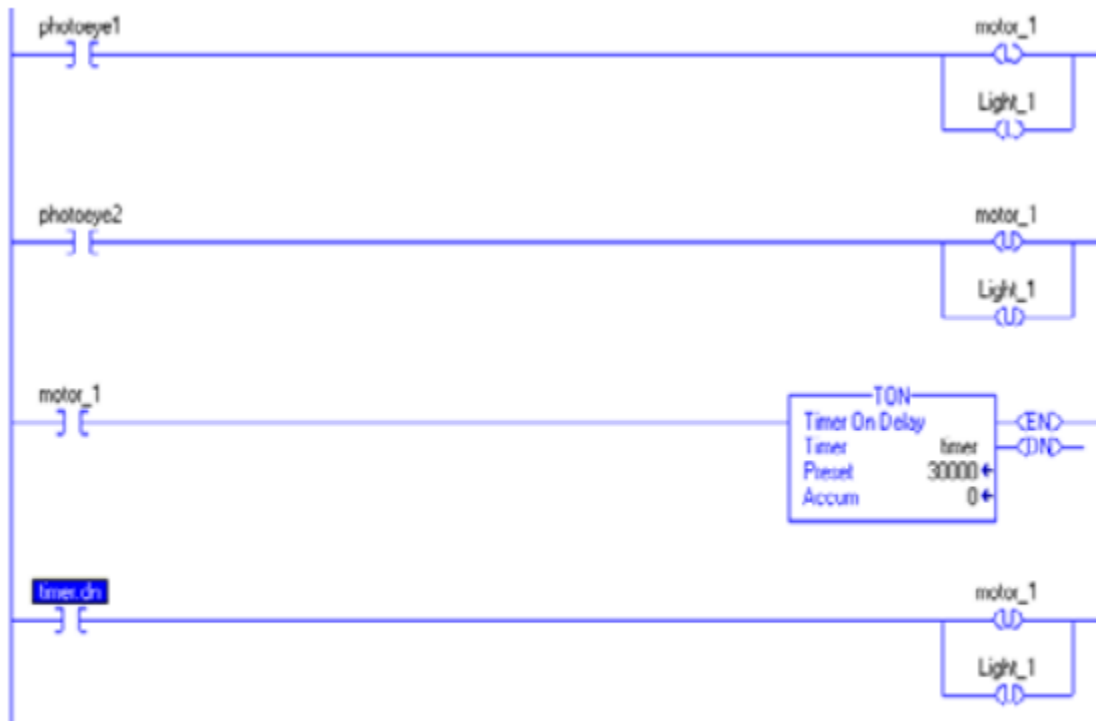 photoeye1
motor_1
L
Light_1
L
photoeye2
motor_1
U
Light_1
U
motor_1
TON
Timer On Delay
EN
Timer timer
DN
Preset 30000
Accum 0
timer.dn
motor_1
U
Light_1
U